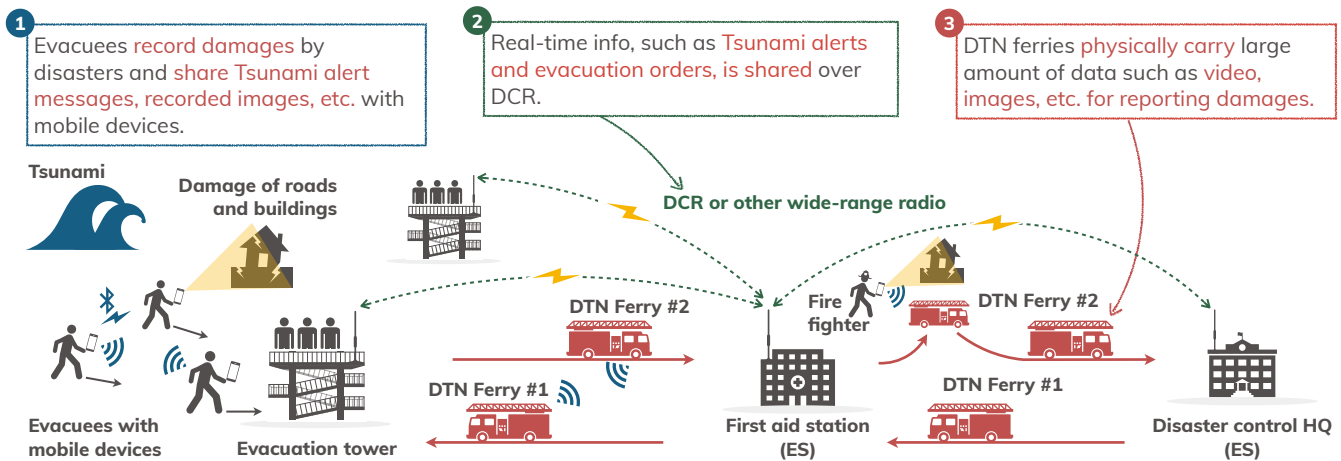 1
Evacuees record damages by
disasters and share Tsunami alert
messages, recorded images, etc. with
mobile devices.
2
Real-time info, such as Tsunami alerts
and evacuation orders, is shared over
DCR.
3
DTN ferries physically carry large
amount of data such as video,
images, etc. for reporting damages.
Tsunami
Damage of roads
and buildings
DCR or other wide-range radio
DTN Ferry #2
Fire
fighter
DTN Ferry #2
DTN Ferry #1
DTN Ferry #1
Evacuees with
mobile devices
Evacuation tower
First aid station
(ES)
Disaster control HQ
(ES)